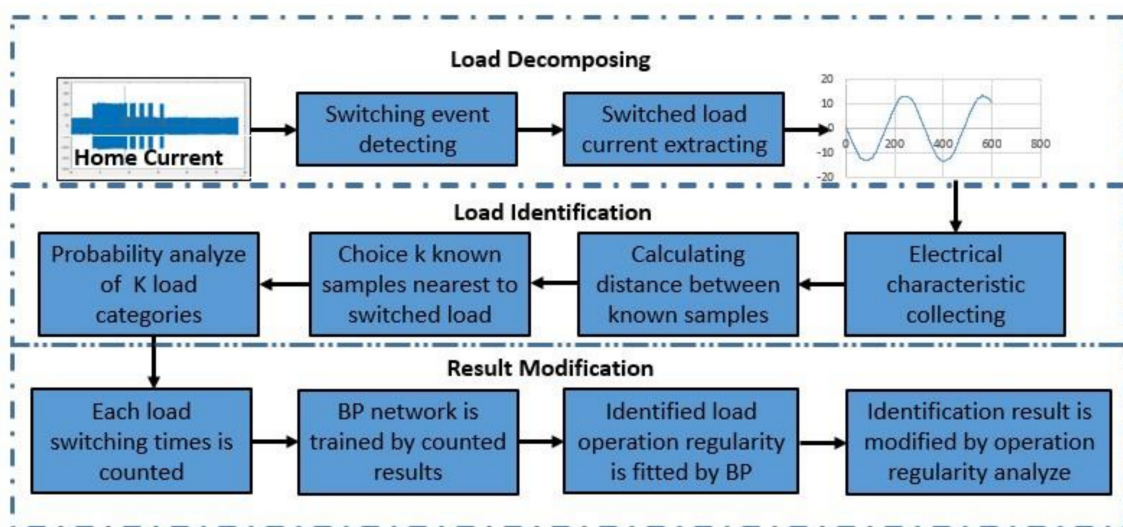 Load Decomposing
Home Current
Switching event
detecting
Switched load
current extracting
20
10
0
-10
-20
0
200
400
600
800
Load Identification
Probability analyze
of K load
categories
Choice k known
samples nearest to
switched load
Calculating
distance between
known samples
Electrical
characteristic
collecting
Result Modification
Each load
switching times is
counted
BP network is
trained by counted
results
Identified load
operation regularity
is fitted by BP
Identification result is
modified by operation
regularity analyze